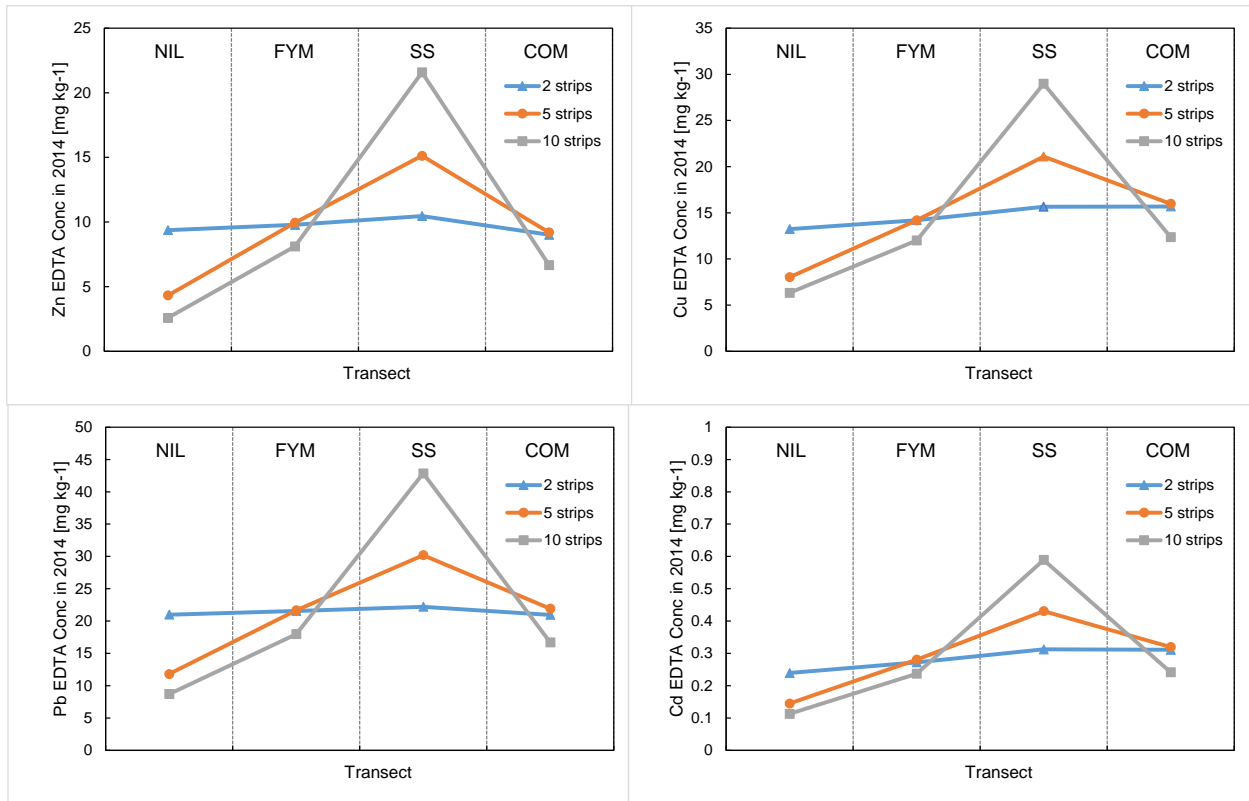 Zn EDTA Conc in 2014 [mg kg-1]
25
20
15
10
5
0
NIL FYM SS COM
2 strips
5 strips
10 strips
Transect
Cu EDTA Conc in 2014 [mg kg-1]
35
30
25
20
15
10
5
0
NIL FYM SS COM
2 strips
5 strips
10 strips
Transect
Pb EDTA Conc in 2014 [mg kg-1]
50
45
40
35
30
25
20
15
10
5
0
NIL FYM SS COM
2 strips
5 strips
10 strips
Transect
Cd EDTA Conc in 2014 [mg kg-1]
1
0.9
0.8
0.7
0.6
0.5
0.4
0.3
0.2
0.1
0
NIL FYM SS COM
2 strips
5 strips
10 strips
Transect